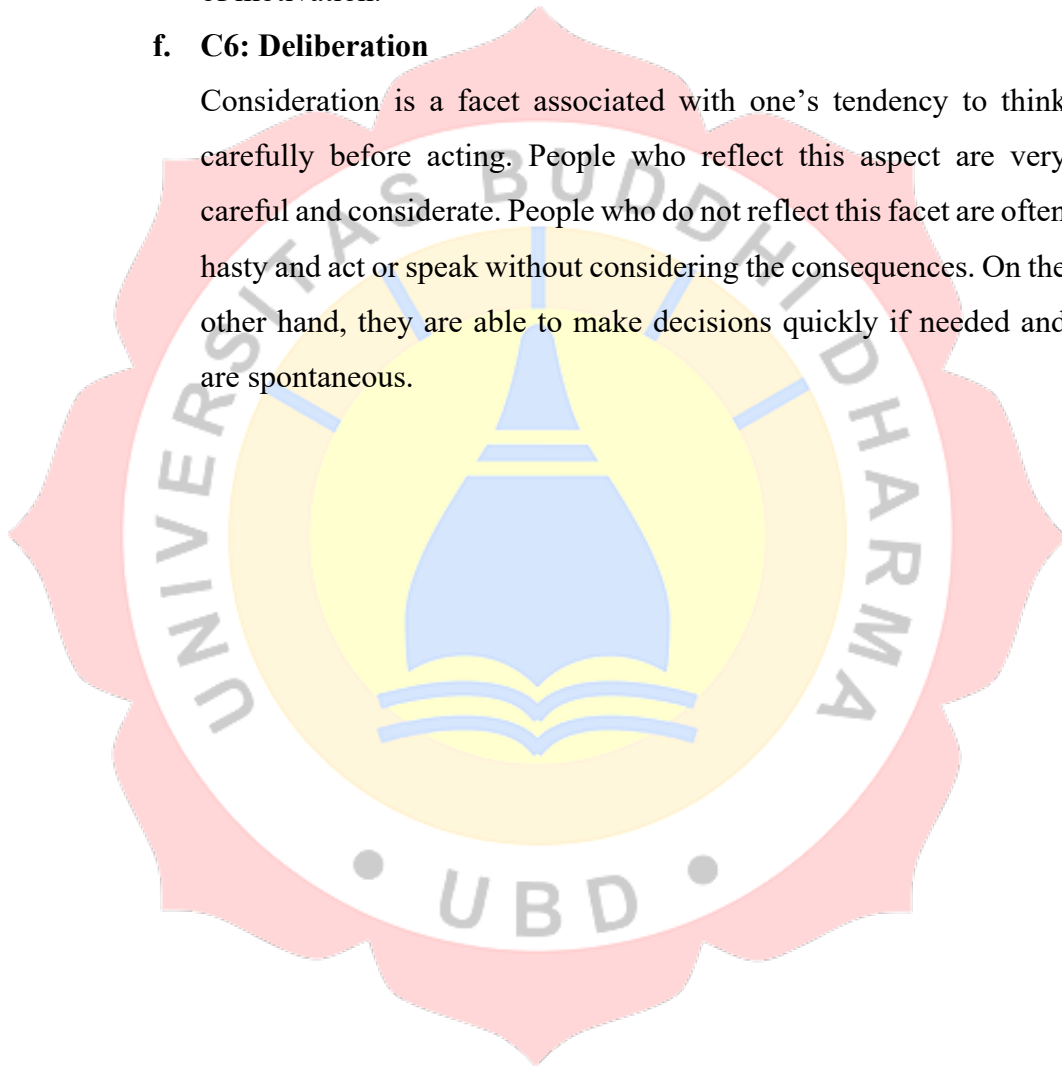 of motivation.
f. C6: Deliberation
Consideration is a facet associated with one’s tendency to think
carefully before acting. People who reflect this aspect are very
careful and considerate. People who do not reflect this facet are often
hasty and act or speak without considering the consequences. On the
other hand, they are able to make decisions quickly if needed and
are spontaneous.
UNIVERSITAS BUDDHI DHARMA
• UBD •